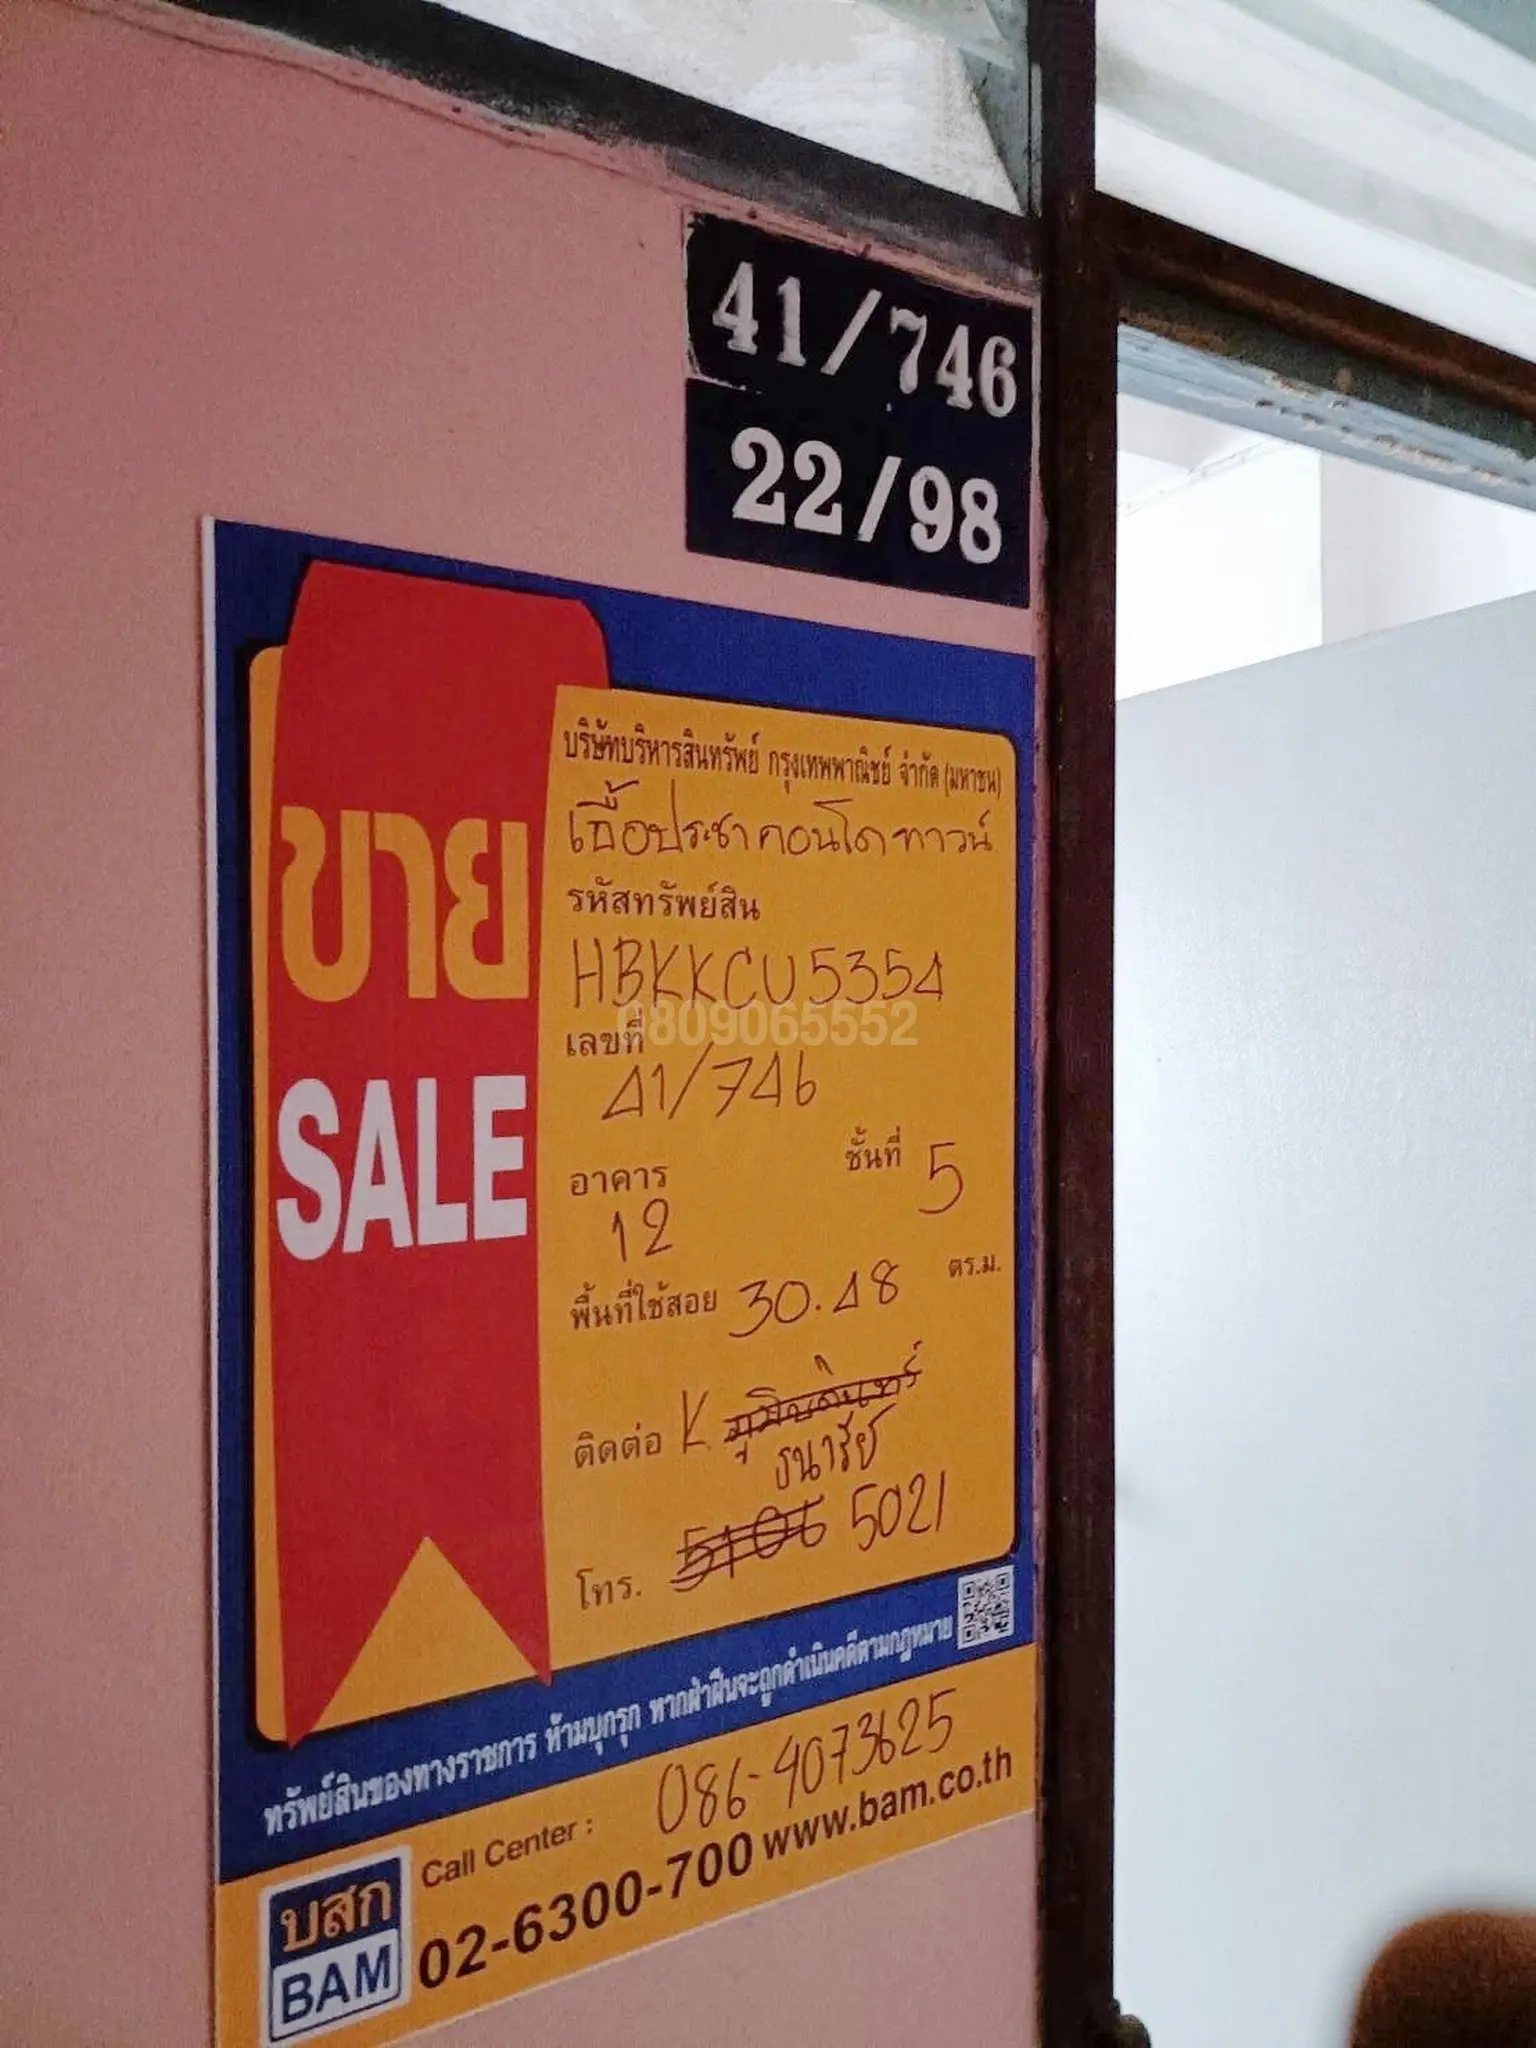 41/746
22/98
บริษัทบริหารสินทรัพย์ กรุงเทพพาณิชย์ จำกัด (มหาชน)
เอื้อประชาคอนโดทาวน์
ขาย
SALE
รหัสทรัพย์สิน
HBKKCU5354
0809065552
เลขที่
41/746
อาคาร ชั้นที่ 5
12
พื้นที่ใช้สอย 30.48 ตร.ม.
ติดต่อ K.
ธนารีย์
โทร. 5106 5021
ทรัพย์สินของทางราชการ ห้ามบุกรุก หากฝ่าฝืนจะถูกดำเนินคดีตามกฎหมาย
086-4073625
บสก
BAM
Call Center :
02-6300-700 www.bam.co.th